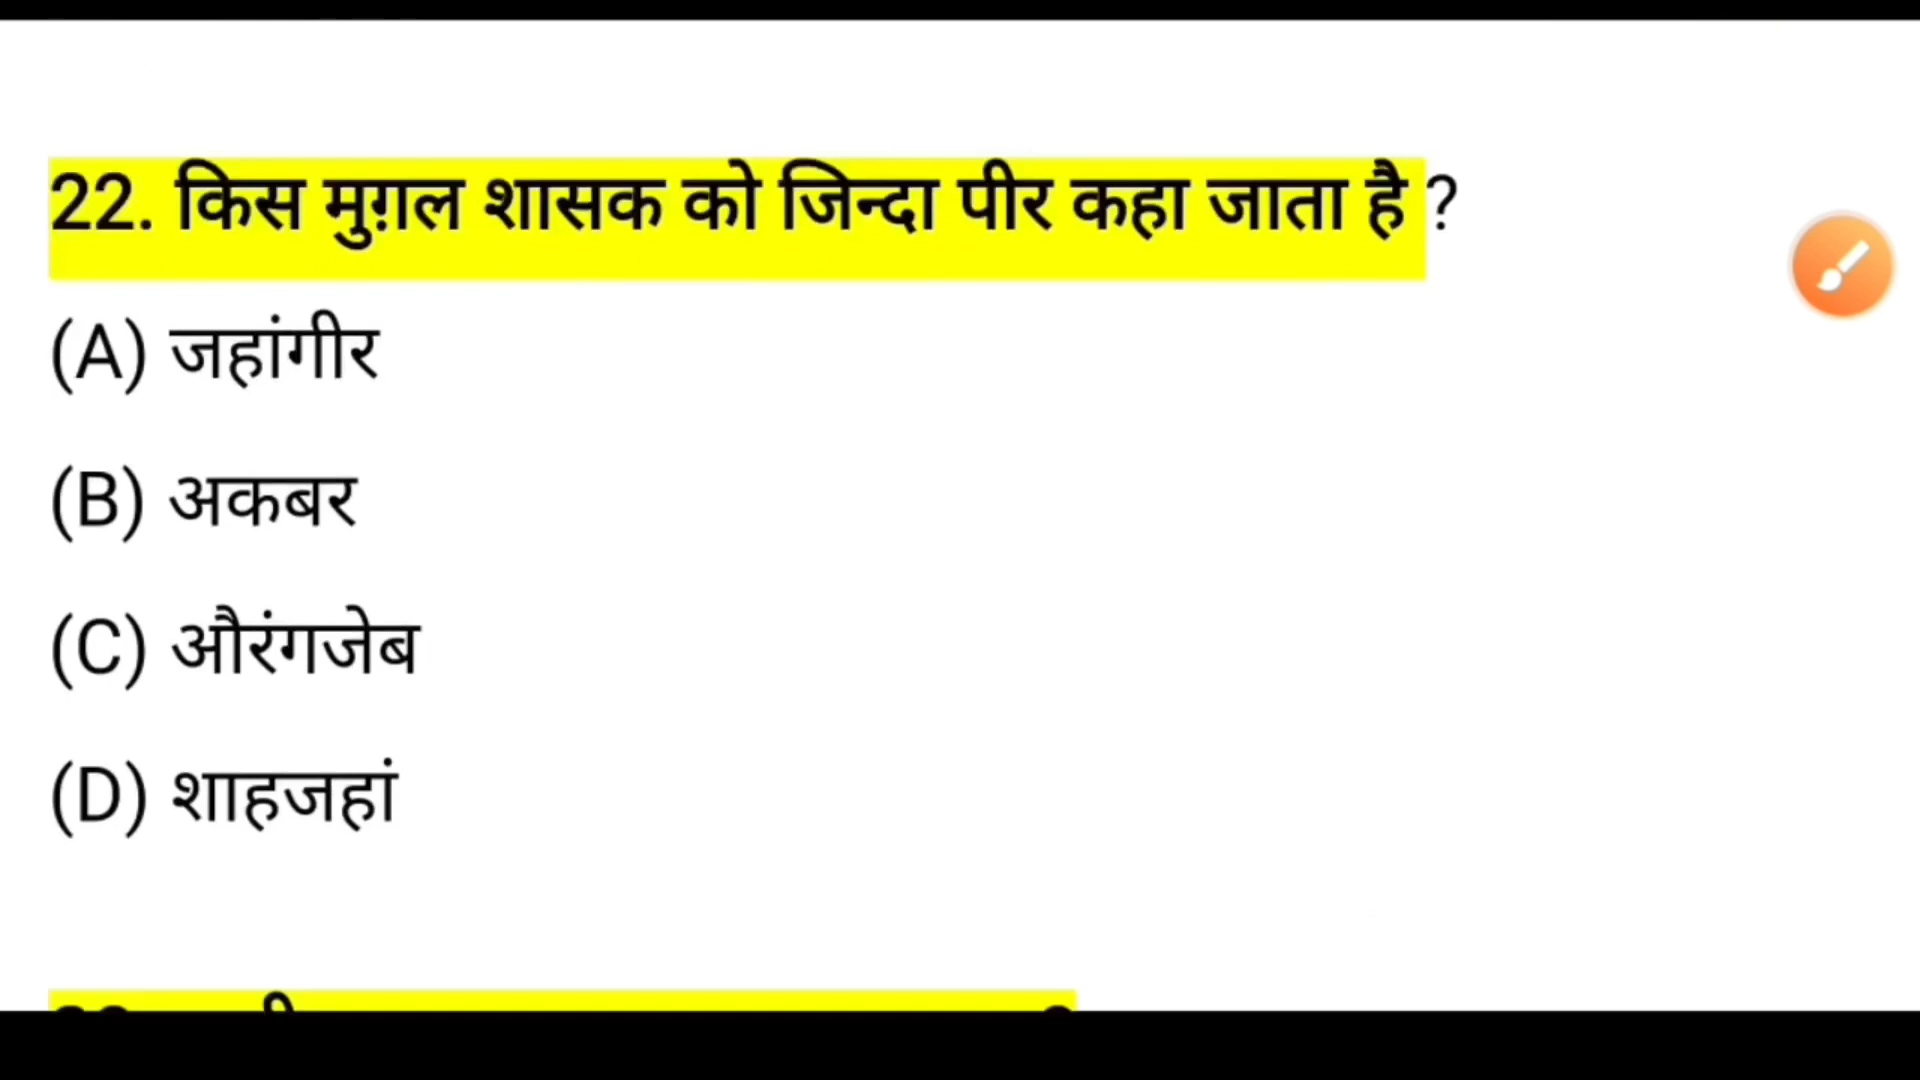 22. किस मुग़ल शासक को जिन्दा पीर कहा जाता है ?
(A) जहांगीर
(B) अकबर
(C) औरंगजेब
(D) शाहजहां